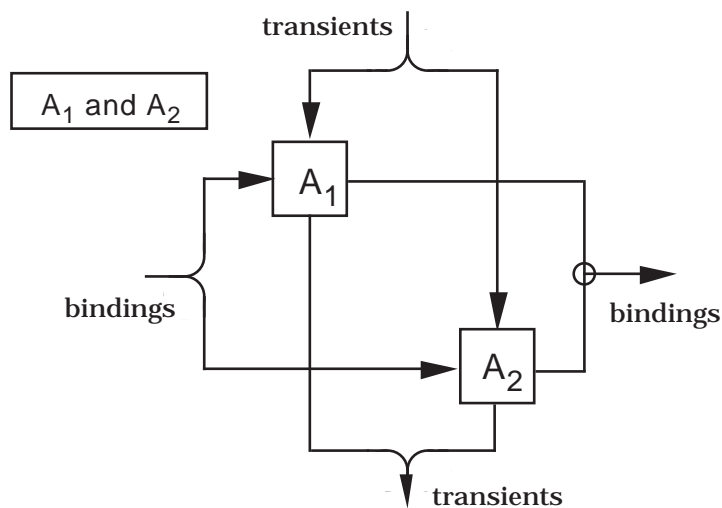 transients
A₁ and A₂
A₁
bindings
bindings
A₂
transients